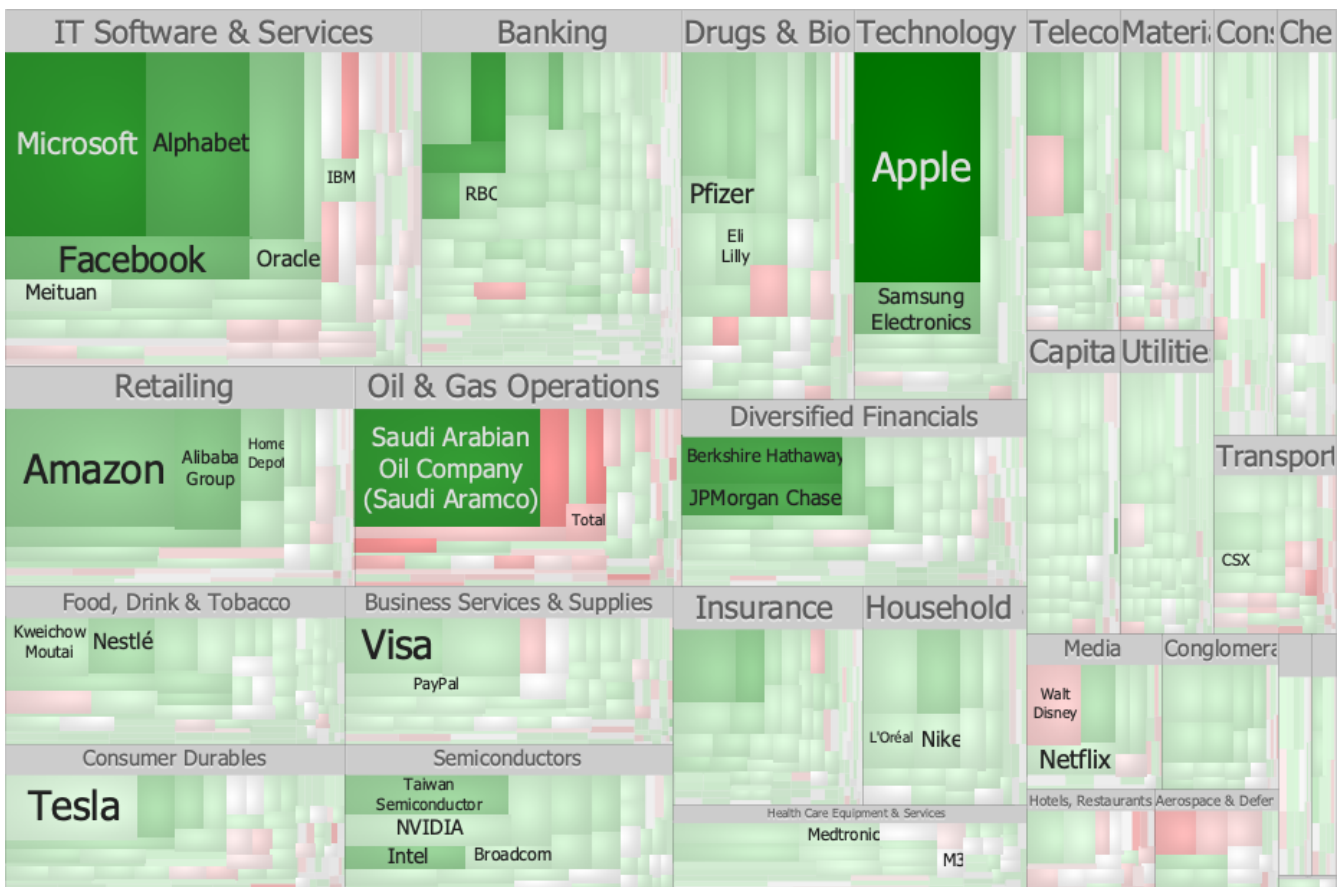 IT Software & Services
Banking
Drugs & Bio
Technology
Teleco
Materi
Cons
Che
Microsoft
Alphabet
IBM
RBC
Facebook
Oracle
Meituan
Pfizer
Eli
Lilly
Apple
Samsung
Electronics
Capita
Utilitie
Retailing
Oil & Gas Operations
Diversified Financials
Amazon
Alibaba
Group
Home
Depot
Saudi Arabian
Oil Company
(Saudi Aramco)
Total
Berkshire Hathaway
JPMorgan Chase
Transport
CSX
Food, Drink & Tobacco
Business Services & Supplies
Insurance
Household
Kweichow
Moutai
Nestlé
Visa
PayPal
L'Oréal
Nike
Media
Conglomera
Walt
Disney
Netflix
Consumer Durables
Semiconductors
Tesla
Taiwan
Semiconductor
NVIDIA
Intel
Broadcom
Health Care Equipment & Services
Medtronic
M3
Hotels, Restaurants
Aerospace & Defen